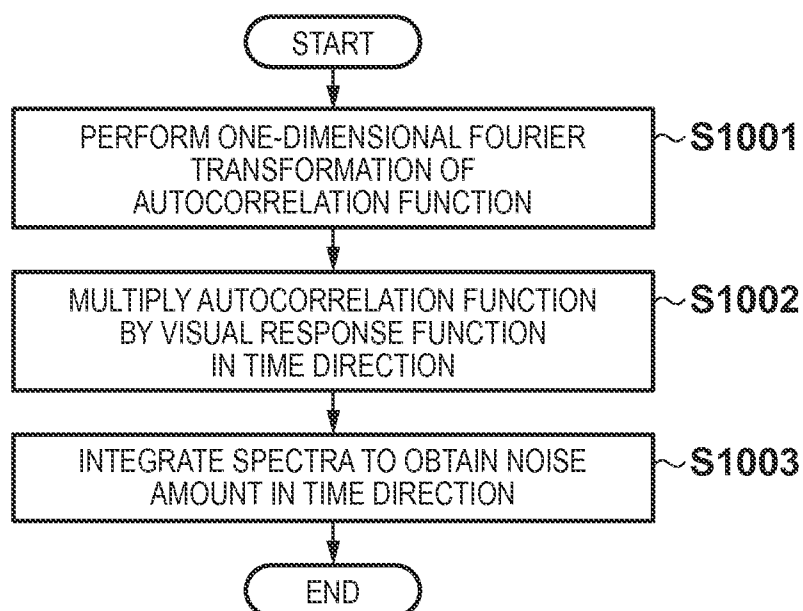 START
PERFORM ONE-DIMENSIONAL FOURIER
TRANSFORMATION OF
AUTOCORRELATION FUNCTION
S1001
MULTIPLY AUTOCORRELATION FUNCTION
BY VISUAL RESPONSE FUNCTION
IN TIME DIRECTION
S1002
INTEGRATE SPECTRA TO OBTAIN NOISE
AMOUNT IN TIME DIRECTION
S1003
END